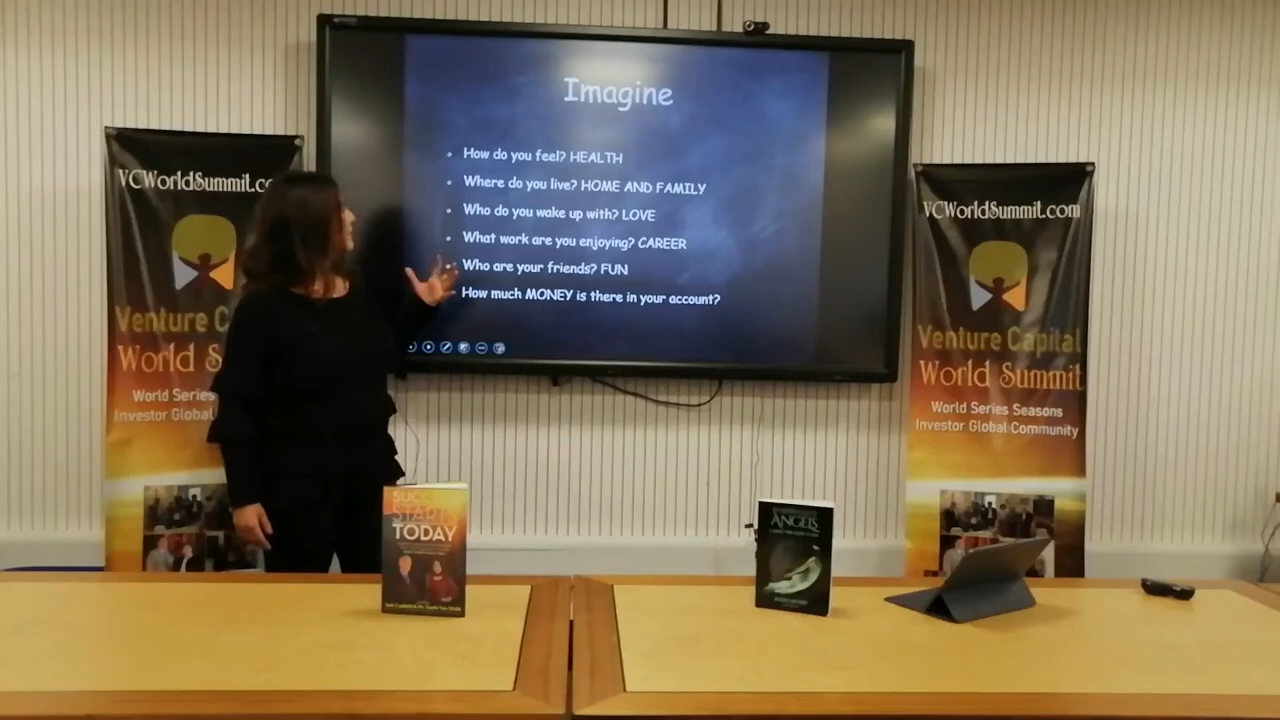 Imagine
How do you feel? HEALTH
Where do you live? HOME AND FAMILY
Who do you wake up with? LOVE
What work are you enjoying? CAREER
Who are your friends? FUN
How much MONEY is there in your account?
VCWorldSummit.co
Venture C
World S
World Series
Investor Global
VCWorldSummit.com
Venture Capital
World Summit
World Series Seasons
Investor Global Community
STARTS
TODAY
ANGELS